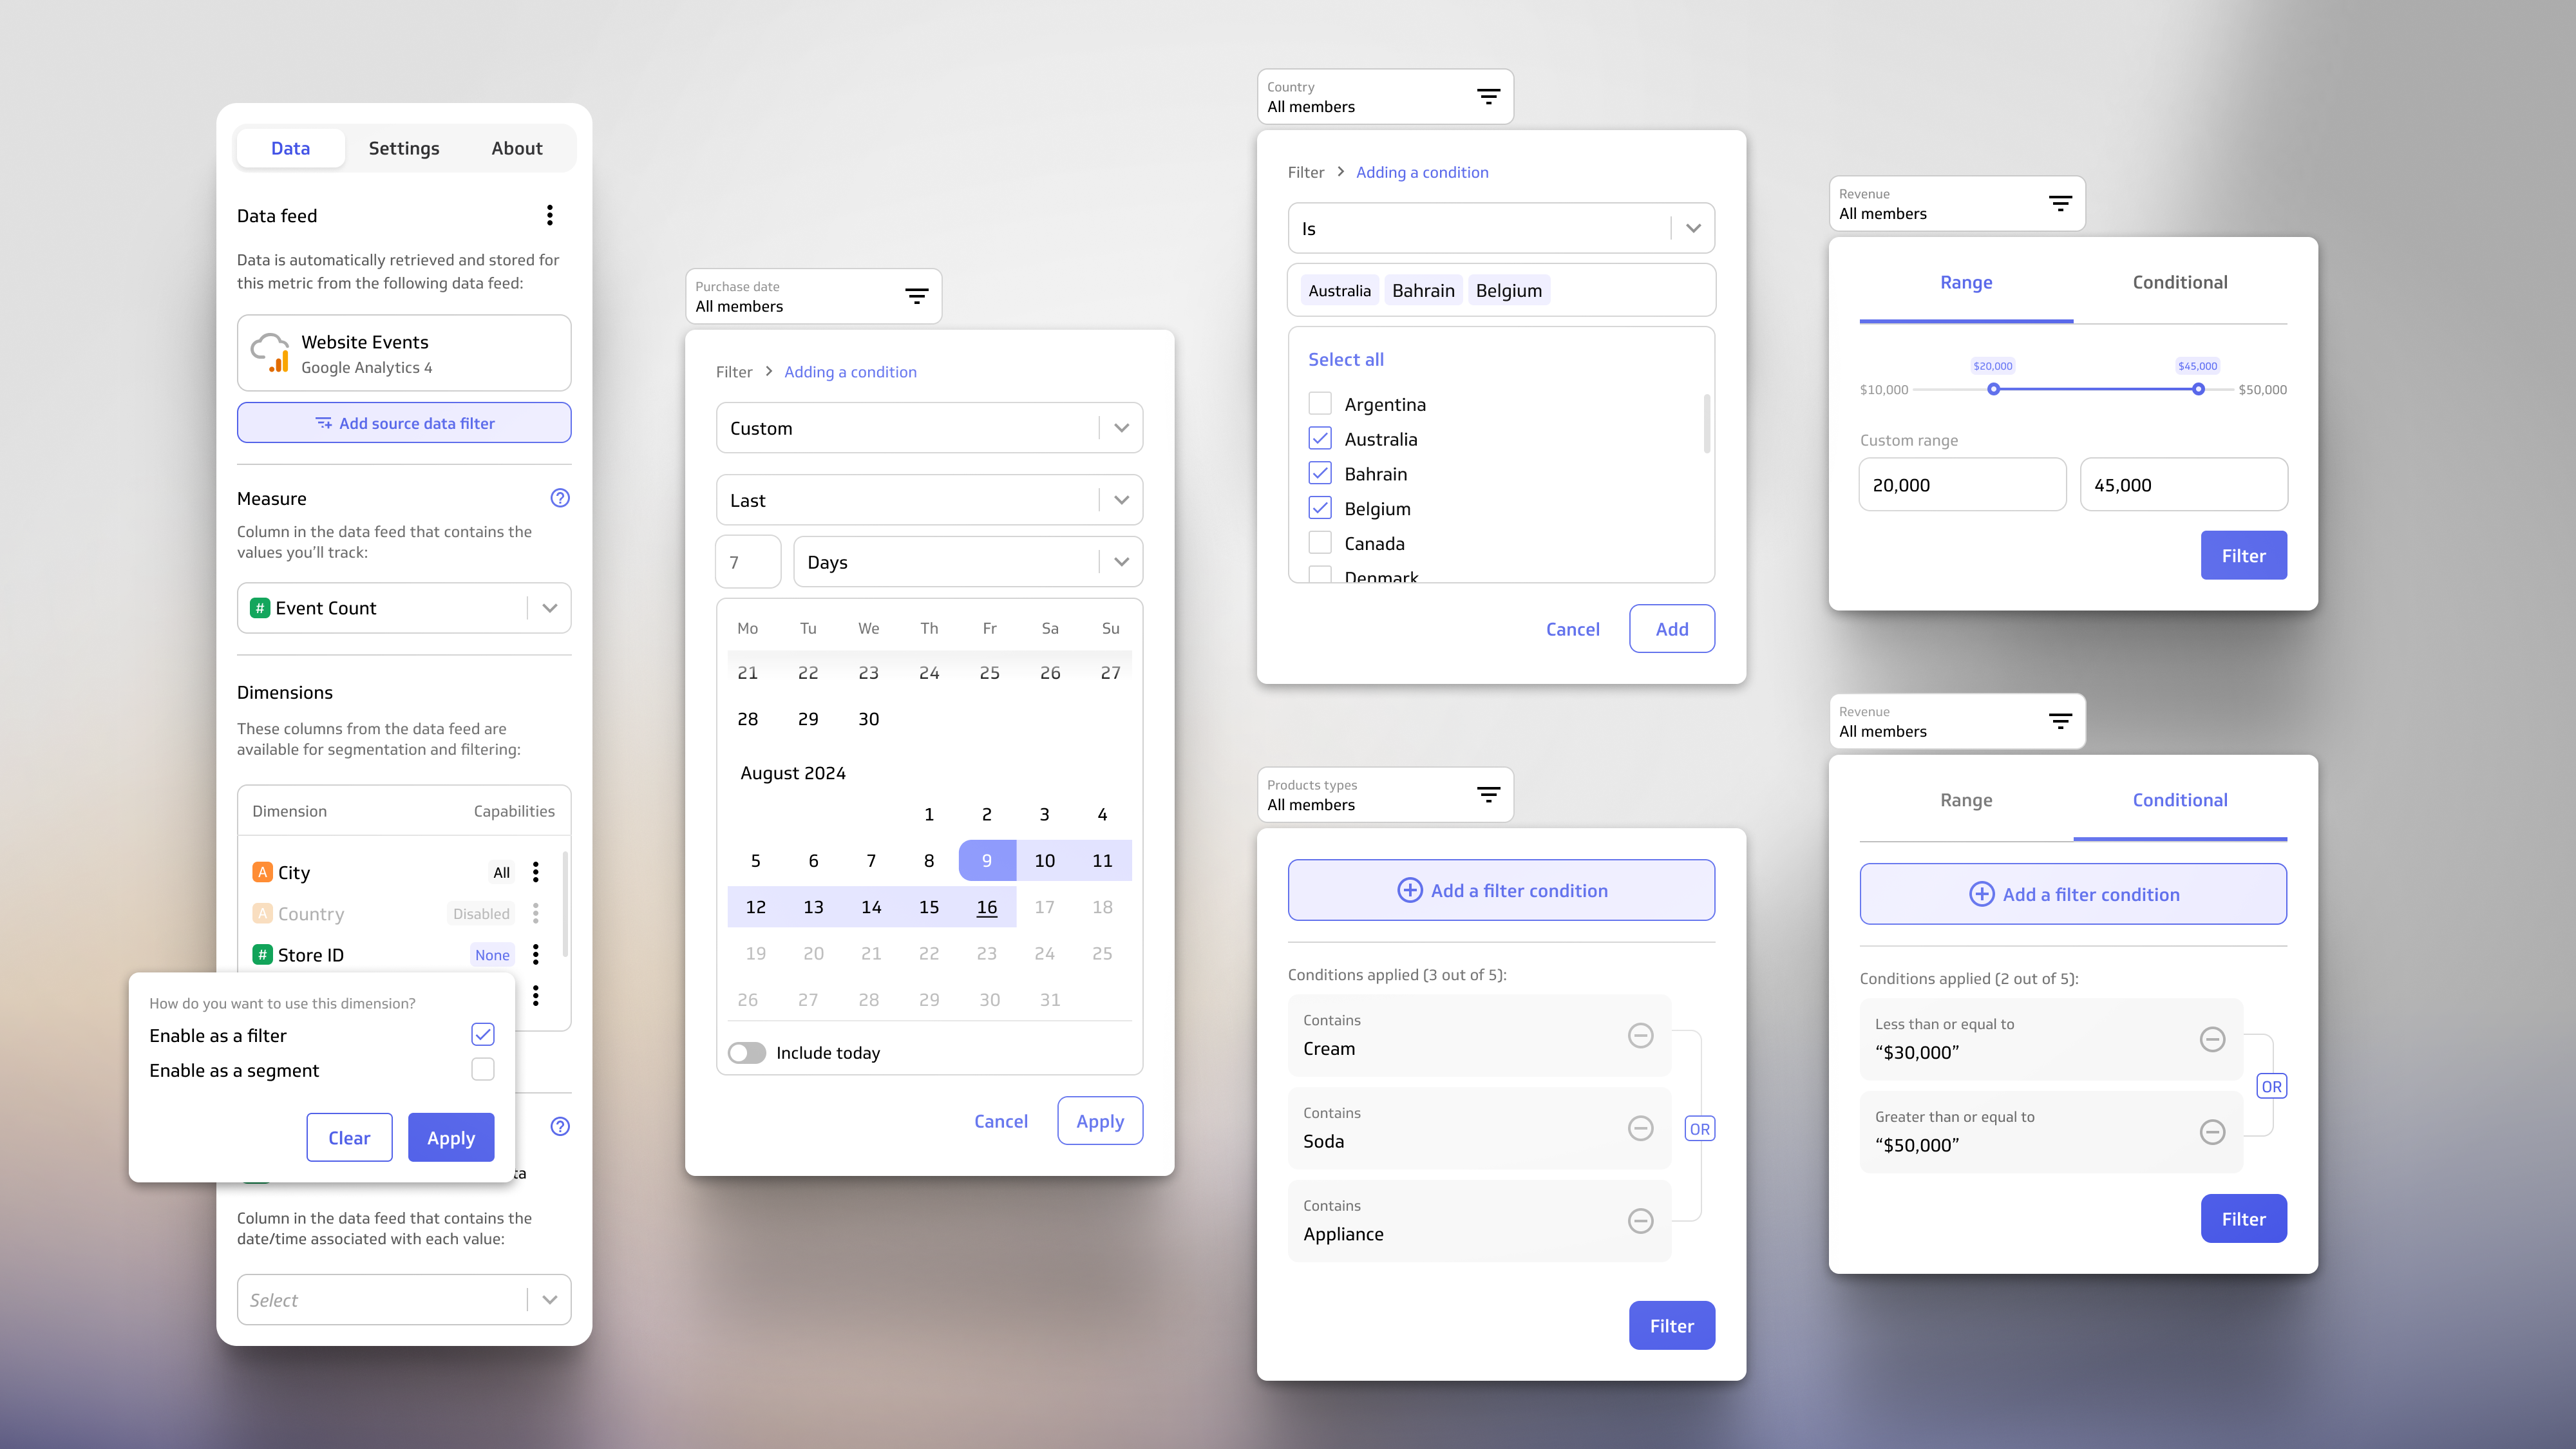 Data Settings About
Data feed
Data is automatically retrieved and stored for
this metric from the following data feed:
Website Events
Google Analytics 4
Add source data filter
Measure
Column in the data feed that contains the
values you'll track:
# Event Count
Dimensions
These columns from the data feed are
available for segmentation and filtering:
Dimension Capabilities
A City All
A Country Disabled
# Store ID None
How do you want to use this dimension?
Enable as a filter
Enable as a segment
Clear Apply
ta
Column in the data feed that contains the
date/time associated with each value:
Select
Purchase date
All members
Filter > Adding a condition
Custom
Last
7 Days
Mo Tu We Th Fr Sa Su
21 22 23 24 25 26 27
28 29 30
August 2024
1 2 3 4
5 6 7 8 9 10 11
12 13 14 15 16 17 18
19 20 21 22 23 24 25
26 27 28 29 30 31
Include today
Cancel Apply
Country
All members
Filter > Adding a condition
Is
Australia Bahrain Belgium
Select all
Argentina
Australia
Bahrain
Belgium
Canada
Denmark
Cancel Add
Products types
All members
Add a filter condition
Conditions applied (3 out of 5):
Contains
Cream
Contains
Soda
OR
Contains
Appliance
Filter
Revenue
All members
Range Conditional
$20,000 $45,000
$10,000 $50,000
Custom range
20,000 45,000
Filter
Revenue
All members
Range Conditional
Add a filter condition
Conditions applied (2 out of 5):
Less than or equal to
“$30,000”
OR
Greater than or equal to
“$50,000”
Filter